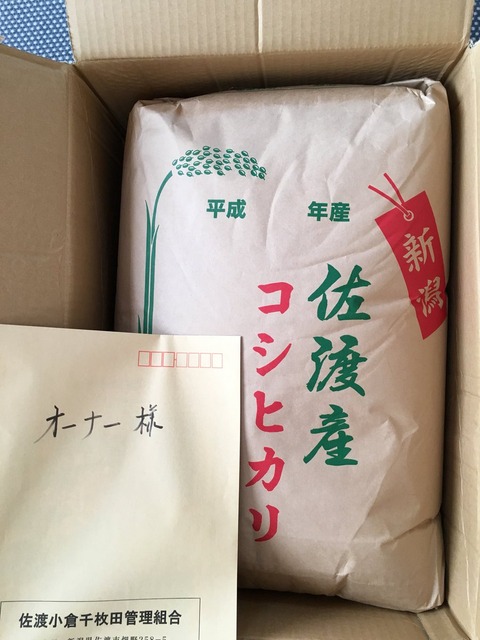 平成 年産
新潟
佐渡産
コシヒカリ
オーナー様
佐渡小倉千枚田管理組合